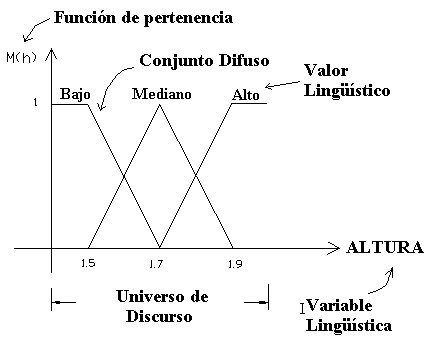 Función de pertenencia
M(h)
Conjunto Difuso
Valor
Lingüístico
Bajo
Mediano
Alto
1
ALTURA
1.5
1.7
1.9
Universo de
Discurso
Variable
Lingüística